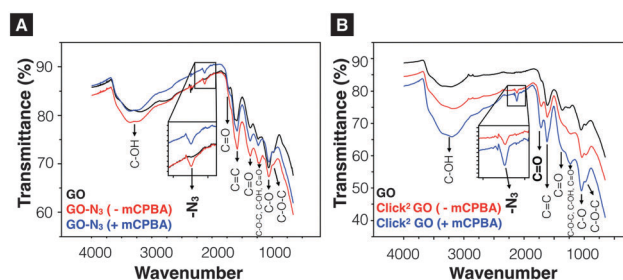 A
Transmittance (%)
90
80
70
60
C-OH
-N₃
C=O
C=C
C=O
C-O-C, C-OH, C=O
C-O
C-O-C
GO
GO-N₃ (- mCPBA)
GO-N₃ (+ mCPBA)
4000 3000 2000 1000
Wavenumber
B
Transmittance (%)
90
80
70
60
50
40
C-OH
-N₃
C=O
C=C
C=O
C-O-C, C-OH, C=O
C-O
C-O-C
GO
Click² GO (- mCPBA)
Click² GO (+ mCPBA)
4000 3000 2000 1000
Wavenumber